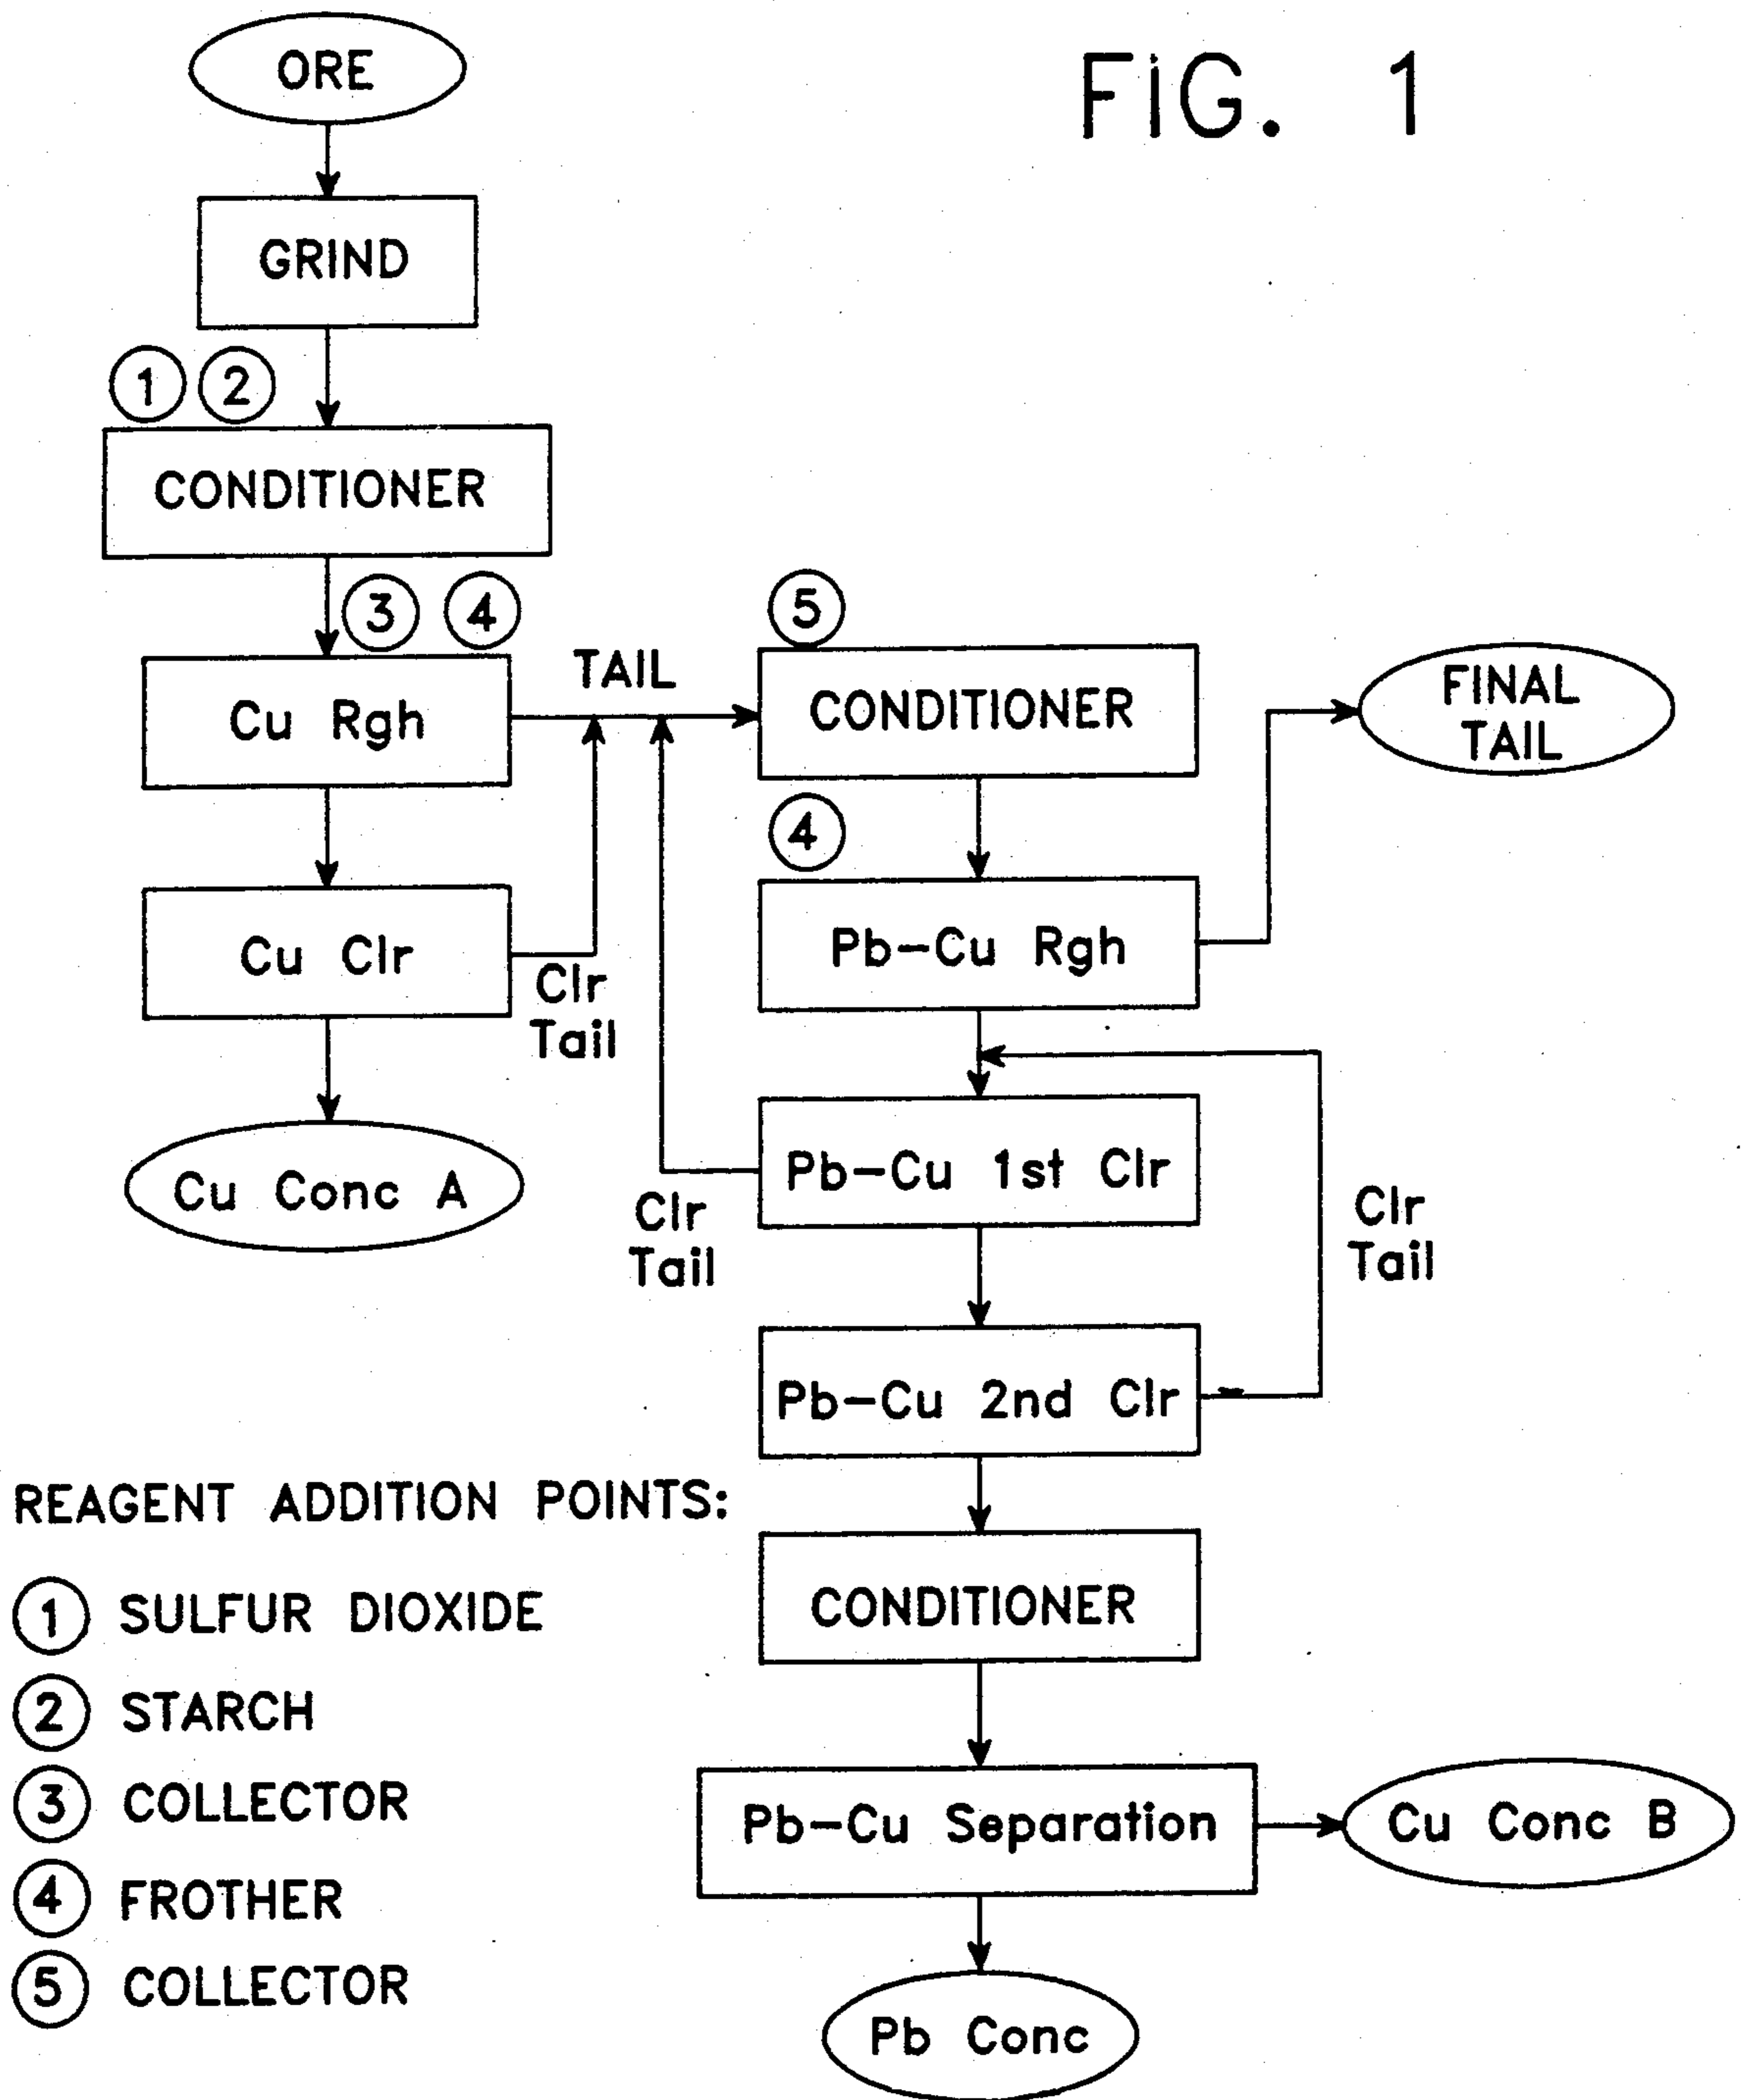 FIG. 1
ORE
GRIND
1 2
CONDITIONER
3 4
Cu Rgh
TAIL
Cu Clr
Clr
Tail
Cu Conc A
5
CONDITIONER
4
Pb-Cu Rgh
FINAL
TAIL
Pb-Cu 1st Clr
Clr
Tail
Pb-Cu 2nd Clr
Clr
Tail
CONDITIONER
Pb-Cu Separation
Cu Conc B
Pb Conc
REAGENT ADDITION POINTS:
1 SULFUR DIOXIDE
2 STARCH
3 COLLECTOR
4 FROTHER
5 COLLECTOR